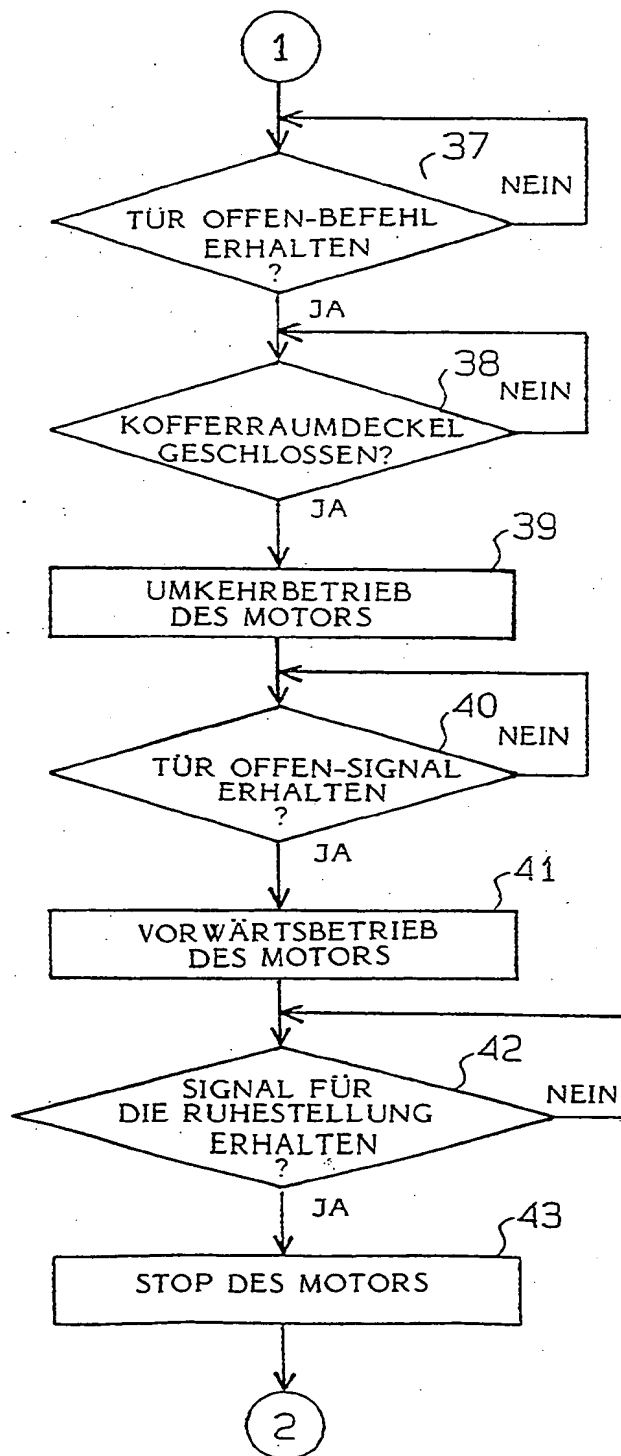 1
37
NEIN
TÜR OFFEN-BEFEHL
ERHALTEN
?
JA
38
NEIN
KOFFERRAUMDECKEL
GESCHLOSSEN?
JA
39
UMKEHRBETRIEB
DES MOTORS
40
NEIN
TÜR OFFEN-SIGNAL
ERHALTEN
?
JA
41
VORWÄRTSBETRIEB
DES MOTORS
42
SIGNAL FÜR
NEIN
DIE RUHESTELLUNG
ERHALTEN
?
JA
43
STOP DES MOTORS
2